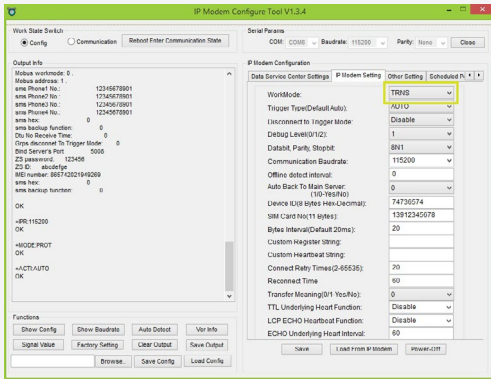 IP Modem Configure Tool V1.3.4
Work State Switch
Config
Communication
Reboot Enter Communication State
Serial Params
COM: COM6
Baudrate: 115200
Parity: None
Close
Output Info
Mobus workmode: 0 .
Mobus address: 1 .
sms Phone1 No.: 12345678901
sms Phone2 No.: 12345678901
sms Phone2 No.: 12345678901
sms Phone2 No.: 12345678901
sms hex: 0
sms backup function: 0
Dtu No Receive Time: 0
Grps disconnet To Trigger Mode: 0
Bind Server's Port 5008
ZS password: 123456
ZS ID: abcdefge
IMEI number: 865742021949269
sms hex: 0
sms backup function: 0
OK
+IPR:115200
OK
+MODE:PROT
OK
+ACTI:AUTO
OK
Functions
Show Config
Show Baudrate
Auto Detect
Ver Info
Signal Value
Factory Setting
Clear Output
Save Output
Browse..
Save Config
Load Config
IP Modem Configuration
Data Service Center Settings
IP Modem Setting
Other Setting
Scheduled
WorkMode: TRNS
Trigger Type(Default Auto): AUTO
Disconnect to Trigger Mode: Disable
Debug Level(0/1/2): 1
Databit, Parity, Stopbit: 8N1
Communication Baudrate: 115200
Offline detect interval: 0
Auto Back To Main Server: 0
(1/0-Yes/No)
Device ID(8 Bytes Hex-Decimal): 74736574
SIM Card No(11 Bytes): 13912345678
Bytes Interval(Default 20ms): 20
Custom Register String:
Custom Heartbeat String:
Connect Retry Times(2-65535): 20
Reconnect Time 60
Transfer Meaning(0/1 Yes/No): 0
TTL Underlying Heart Function: Disable
LCP ECHO Heartbeat Function: Disable
ECHO Underlying Heart Interval: 60
Save
Load From IP Modem
Power-Off